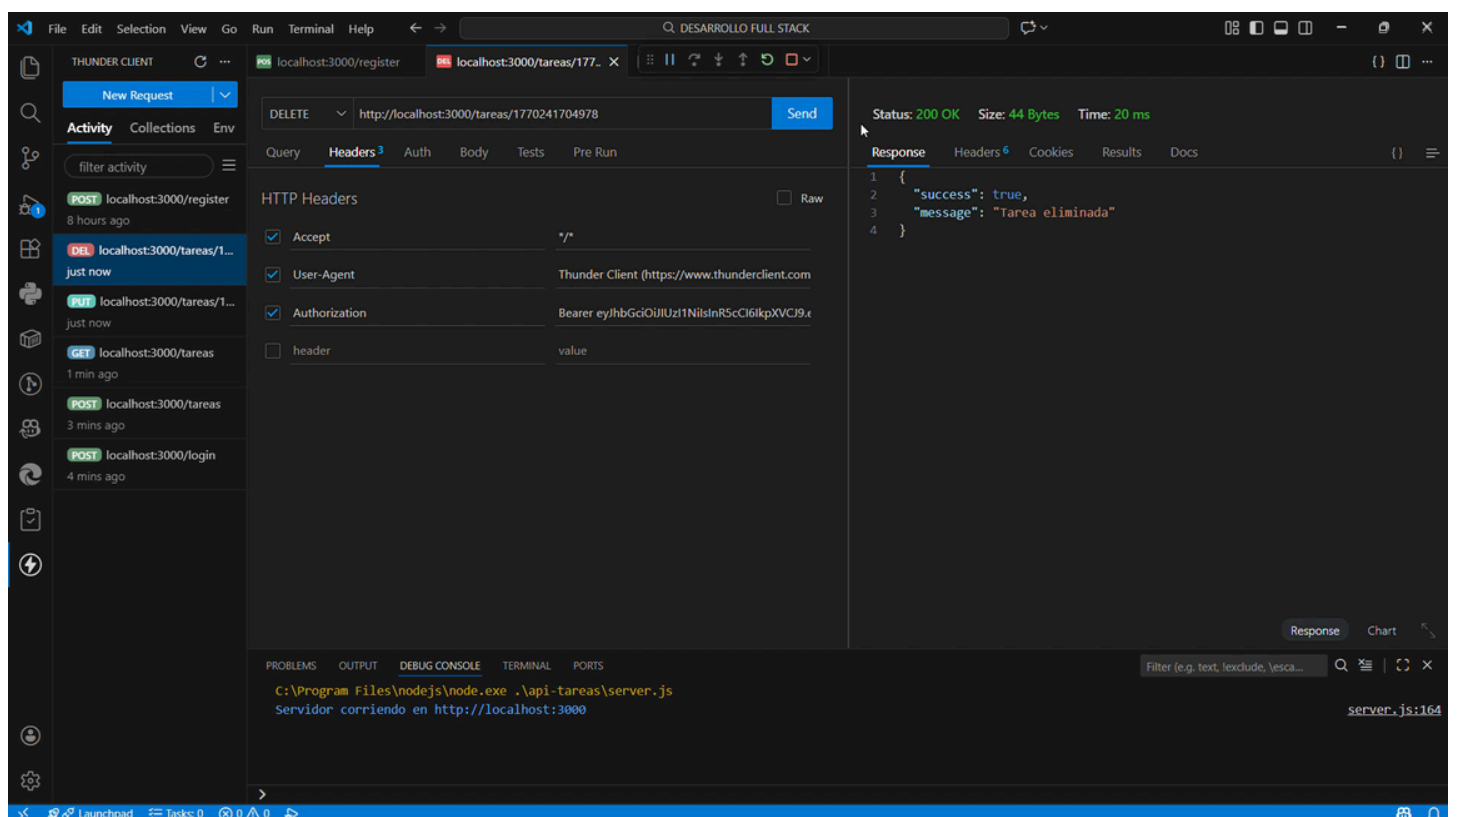 File Edit Selection View Go Run Terminal Help
DESARROLLO FULL STACK
THUNDER CLIENT
New Request
Activity Collections Env
filter activity
POST localhost:3000/register
8 hours ago
DEL localhost:3000/tareas/1...
just now
PUT localhost:3000/tareas/1...
just now
GET localhost:3000/tareas
1 min ago
POST localhost:3000/tareas
3 mins ago
POST localhost:3000/login
4 mins ago
POS localhost:3000/register
DEL localhost:3000/tareas/177..
DELETE http://localhost:3000/tareas/1770241704978 Send
Query Headers 3 Auth Body Tests Pre Run
HTTP Headers Raw
Accept */*
User-Agent Thunder Client (https://www.thunderclient.com
Authorization Bearer
header value
Status: 200 OK Size: 44 Bytes Time: 20 ms
Response Headers 6 Cookies Results Docs
1 {
2 "success": true,
3 "message": "Tarea eliminada"
4 }
Response Chart
PROBLEMS OUTPUT DEBUG CONSOLE TERMINAL PORTS
Filter (e.g. text, !exclude, \esca...
C:\Program Files\nodejs\node.exe .\api-tareas\server.js
Servidor corriendo en http://localhost:3000
server.js:164
Launchpad Tasks: 0 0 0